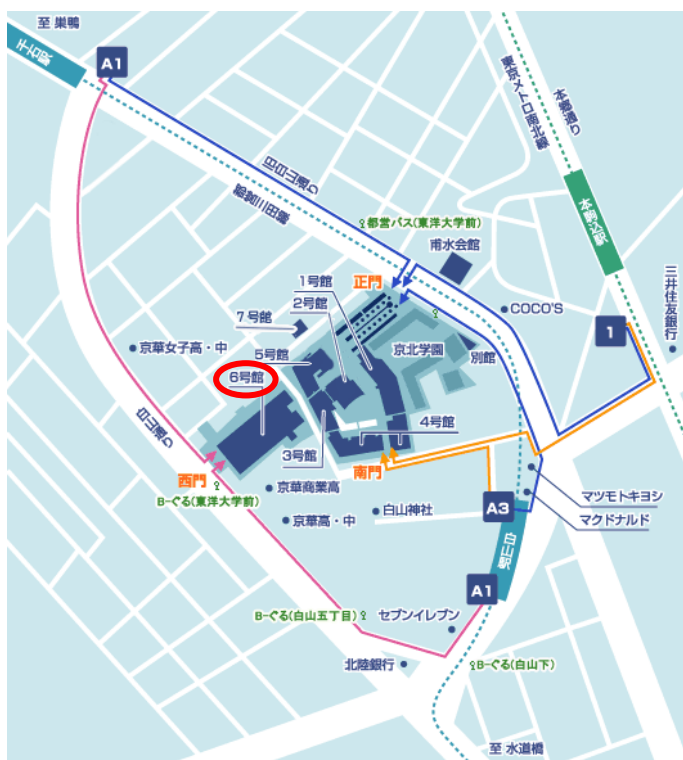 至 巣鴨
千石駅
A1
東京メトロ南北線
本郷通り
旧白山通り
都営三田線
都営バス(東洋大学前)
甫水会館
本駒込駅
三井住友銀行
正門
1号館
2号館
COCO'S
7号館
1
京華女子高・中
5号館
京北学園
別館
6号館
白山通り
4号館
3号館
西門
南門
B-ぐる(東洋大学前)
京華商業高
京華高・中
白山神社
A3
マツモトキヨシ
マクドナルド
白山駅
A1
B-ぐる(白山五丁目)
セブンイレブン
北陸銀行
B-ぐる(白山下)
至 水道橋